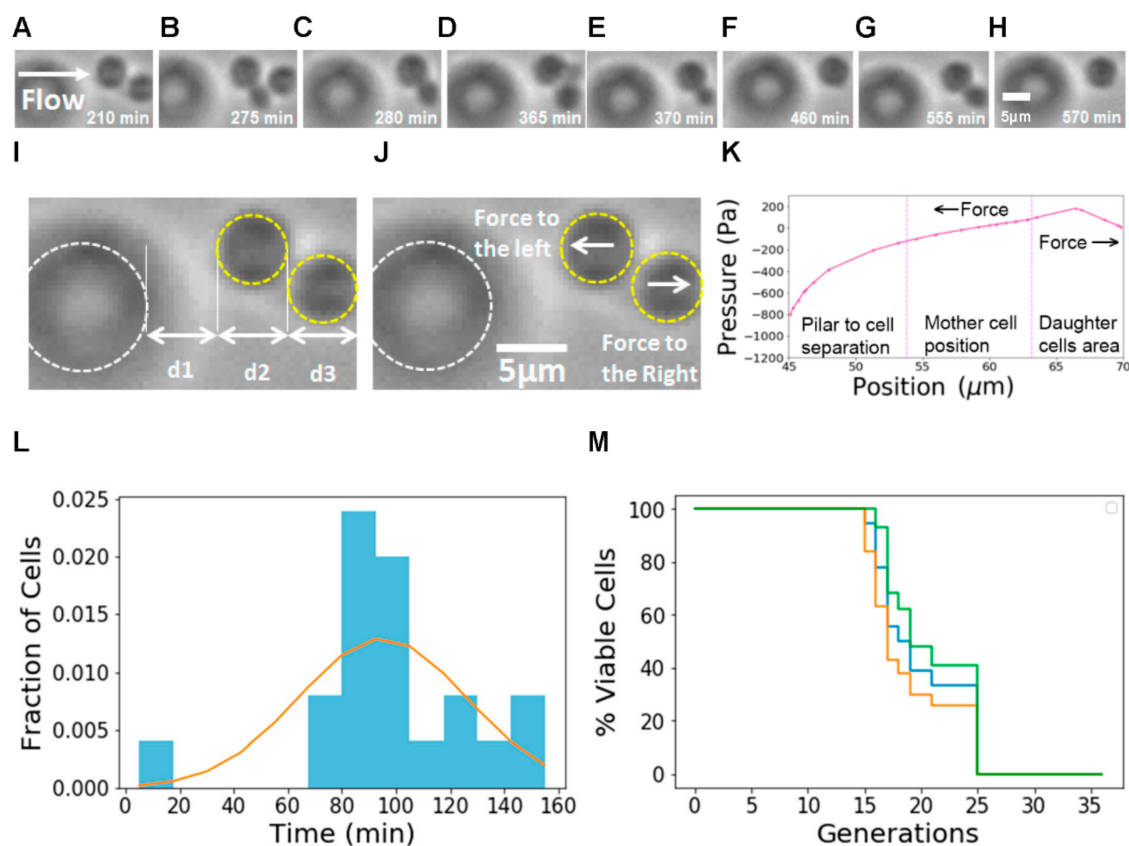 A B C D E F G H
Flow
210 min 275 min 280 min 365 min 370 min 460 min 555 min 570 min
5μm
I J K
d1 d2 d3
Force to
the left
5μm
Force to
the Right
Pressure (Pa)
200
0
−200
−400
−600
−800
−1000
−1200
←Force
Force→
Pilar to cell
separation
Mother cell
position
Daughter
cells area
45 50 55 60 65 70
Position (μm)
L M
Fraction of Cells
0.025
0.020
0.015
0.010
0.005
0.000
0 20 40 60 80 100 120 140 160
Time (min)
% Viable Cells
100
80
60
40
20
0
0 5 10 15 20 25 30 35
Generations